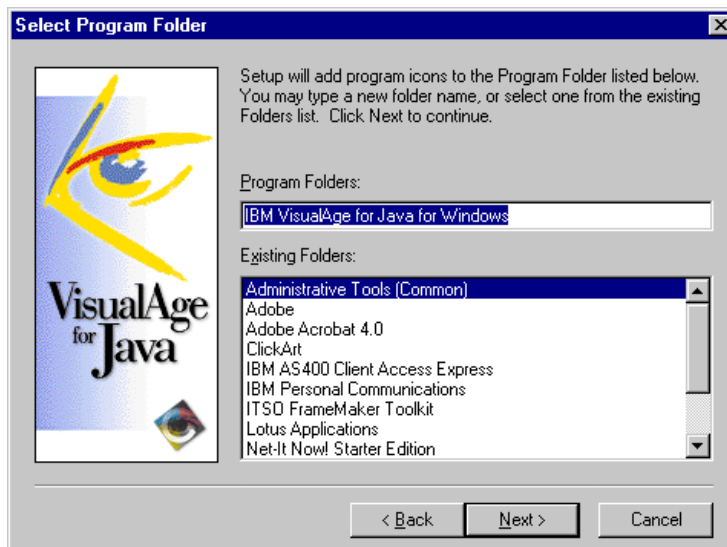 Select Program Folder
Setup will add program icons to the Program Folder listed below.
You may type a new folder name, or select one from the existing
Folders list. Click Next to continue.
Program Folders:
IBM VisualAge for Java for Windows
Existing Folders:
Administrative Tools (Common)
Adobe
Adobe Acrobat 4.0
ClickArt
IBM AS400 Client Access Express
IBM Personal Communications
ITSO FrameMaker Toolkit
Lotus Applications
Net-It Now! Starter Edition
VisualAge
for Java
< Back
Next >
Cancel